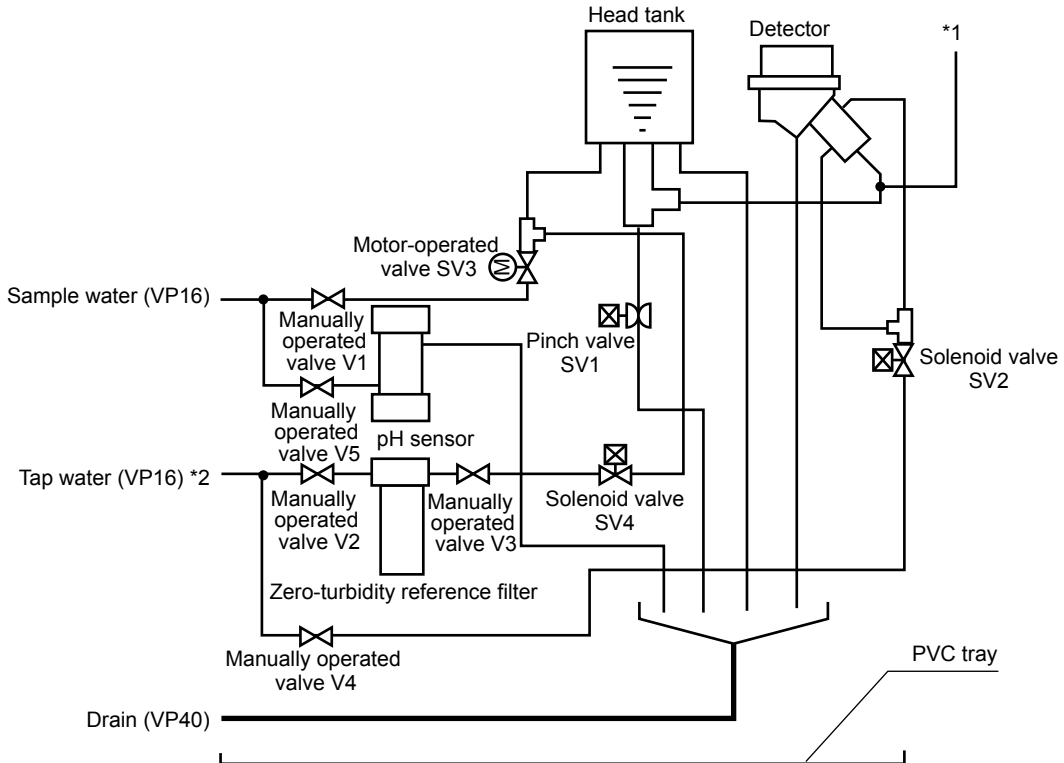 Head tank
Detector
*1
Motor-operated
valve SV3
M
Sample water (VP16)
Manually
operated
valve V1
Pinch valve
SV1
Solenoid valve
SV2
Manually
operated
valve V5
pH sensor
Tap water (VP16) *2
Manually
operated
valve V2
Manually
operated
valve V3
Solenoid valve
SV4
Zero-turbidity reference filter
Manually operated
valve V4
PVC tray
Drain (VP40)